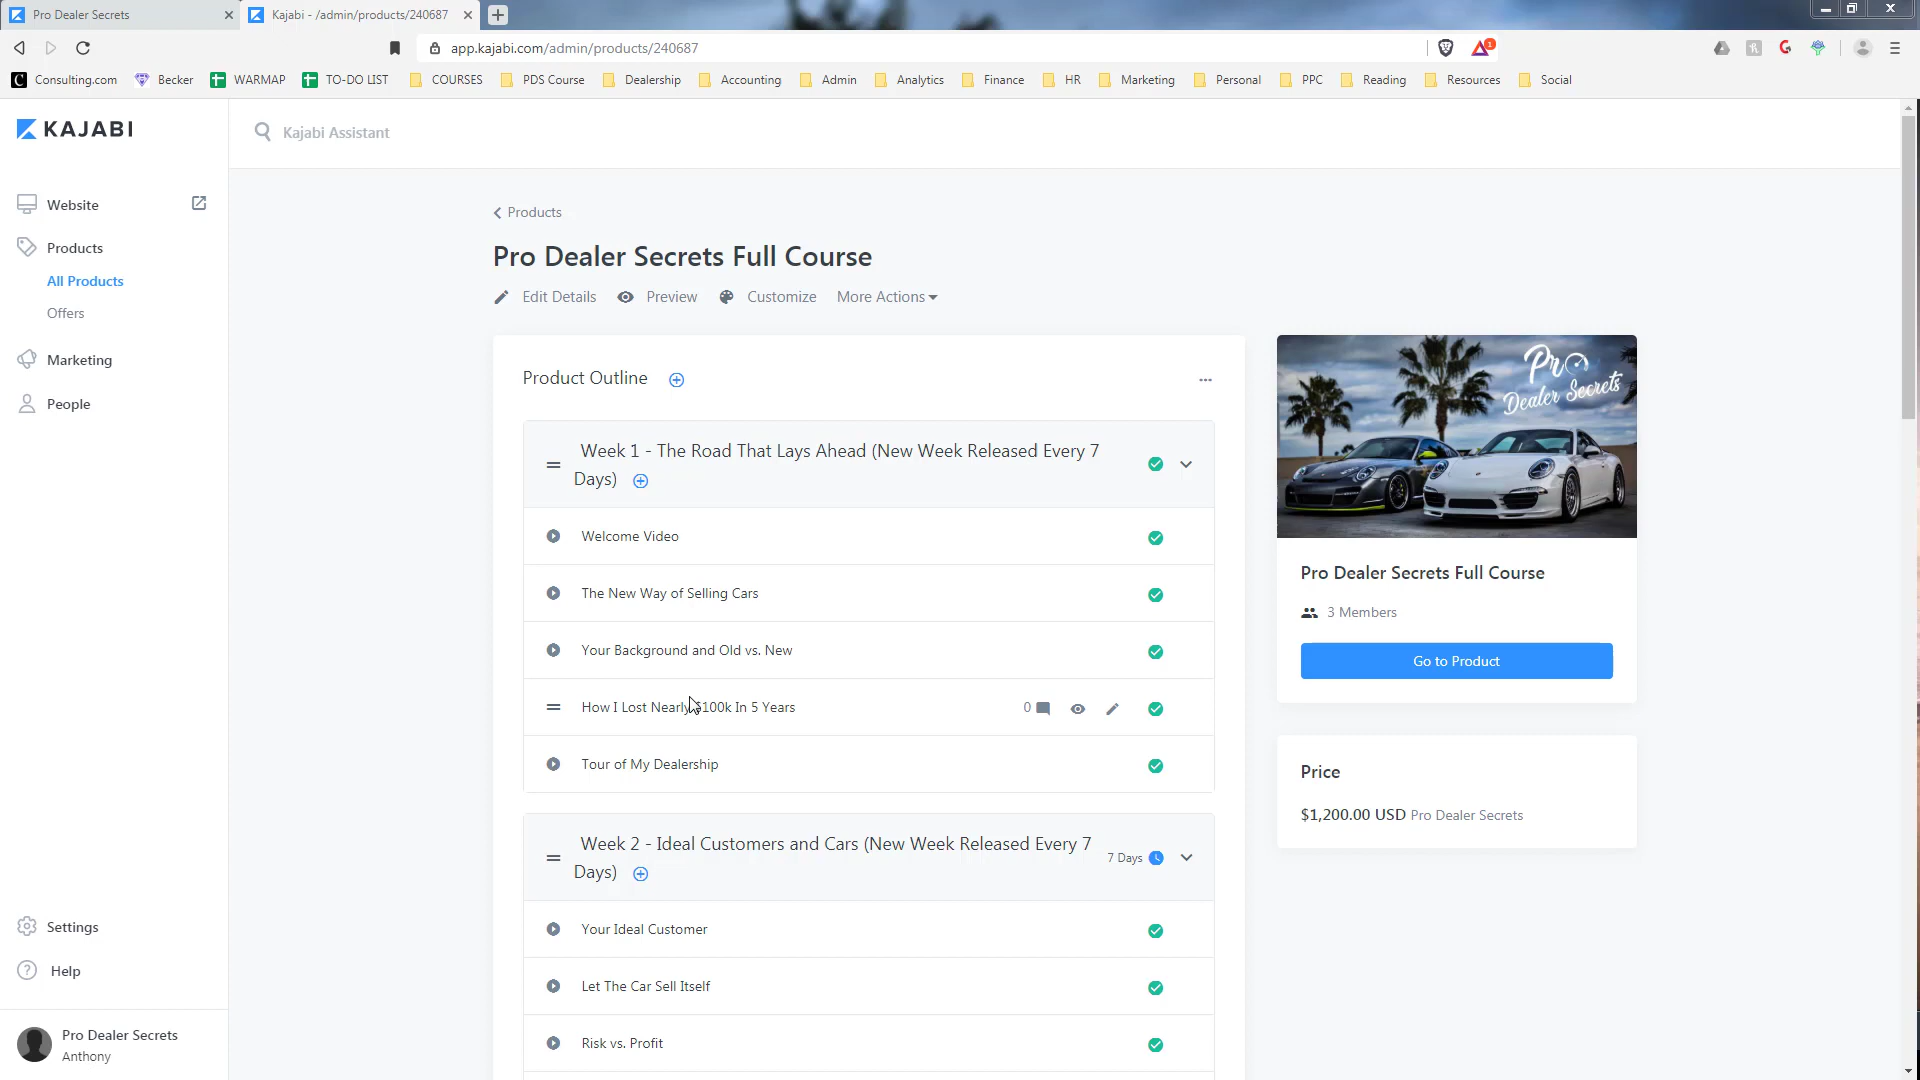 Pro Dealer Secrets
Kajabi - /admin/products/240687
app.kajabi.com/admin/products/240687
1
Consulting.com Becker WARMAP TO-DO LIST COURSES PDS Course Dealership Accounting Admin Analytics Finance HR Marketing Personal PPC Reading Resources Social
KAJABI
Kajabi Assistant
Website
Products
All Products
Offers
Marketing
People
Settings
Help
Pro Dealer Secrets
Anthony
Products
Pro Dealer Secrets Full Course
Edit Details Preview Customize More Actions
Product Outline
Week 1 - The Road That Lays Ahead (New Week Released Every 7
Days)
Welcome Video
The New Way of Selling Cars
Your Background and Old vs. New
How I Lost Nearly $100k In 5 Years 0
Tour of My Dealership
Week 2 - Ideal Customers and Cars (New Week Released Every 7
Days)
7 Days
Your Ideal Customer
Let The Car Sell Itself
Risk vs. Profit
Pro
Dealer Secrets
Pro Dealer Secrets Full Course
3 Members
Go to Product
Price
$1,200.00 USD Pro Dealer Secrets